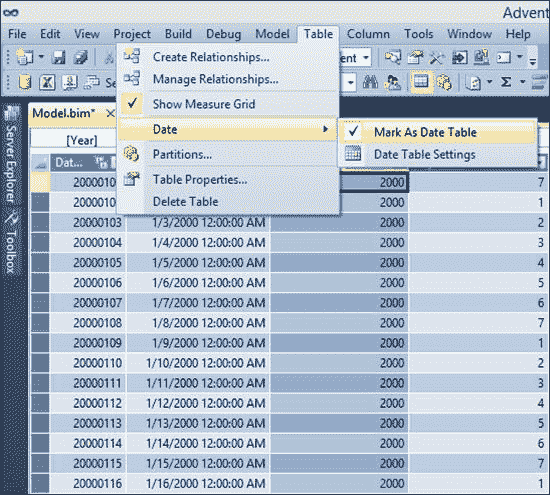 Advent
File Edit View Project Build Debug Model Table Column Tools Window Help
Create Relationships...
Manage Relationships...
Show Measure Grid
Date
Mark As Date Table
Partitions...
Date Table Settings
Table Properties...
Delete Table
Server Explorer
Toolbox
Model.bim*
[Year]
Dat...
2000010 2000 7
2000010 2000 1
20000103 1/3/2000 12:00:00 AM 2000 2
20000104 1/4/2000 12:00:00 AM 2000 3
20000105 1/5/2000 12:00:00 AM 2000 4
20000106 1/6/2000 12:00:00 AM 2000 5
20000107 1/7/2000 12:00:00 AM 2000 6
20000108 1/8/2000 12:00:00 AM 2000 7
20000109 1/9/2000 12:00:00 AM 2000 1
20000110 1/10/2000 12:00:00 AM 2000 2
20000111 1/11/2000 12:00:00 AM 2000 3
20000112 1/12/2000 12:00:00 AM 2000 4
20000113 1/13/2000 12:00:00 AM 2000 5
20000114 1/14/2000 12:00:00 AM 2000 6
20000115 1/15/2000 12:00:00 AM 2000 7
20000116 1/16/2000 12:00:00 AM 2000 1